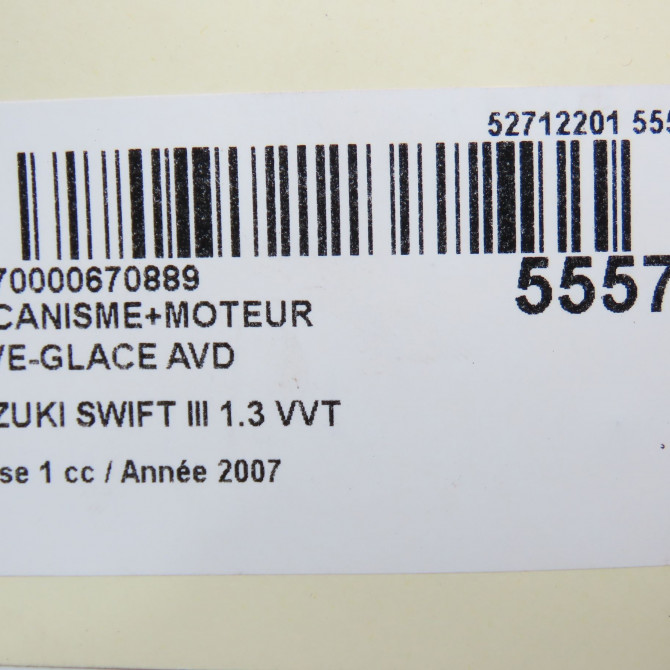 52712201 555
70000670889
5557
CANISME+MOTEUR
VE-GLACE AVD
ZUKI SWIFT III 1.3 VVT
se 1 cc / Année 2007